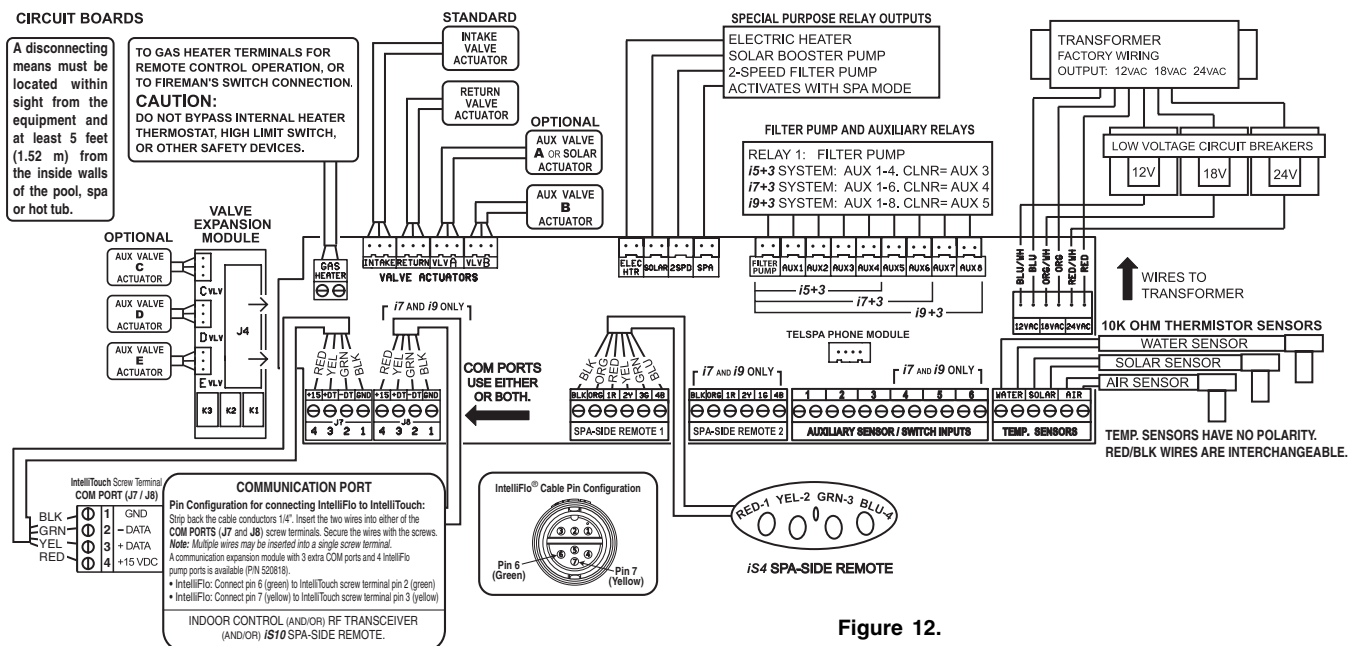 CIRCUIT BOARDS
A disconnecting
means must be
located within
sight from the
equipment and
at least 5 feet
(1.52 m) from
the inside walls
of the pool, spa
or hot tub.
TO GAS HEATER TERMINALS FOR
REMOTE CONTROL OPERATION, OR
TO FIREMAN'S SWITCH CONNECTION.
CAUTION:
DO NOT BYPASS INTERNAL HEATER
THERMOSTAT, HIGH LIMIT SWITCH,
OR OTHER SAFETY DEVICES.
STANDARD
INTAKE
VALVE
ACTUATOR
RETURN
VALVE
ACTUATOR
OPTIONAL
AUX VALVE
A OR SOLAR
ACTUATOR
AUX VALVE
B
ACTUATOR
SPECIAL PURPOSE RELAY OUTPUTS
ELECTRIC HEATER
SOLAR BOOSTER PUMP
2-SPEED FILTER PUMP
ACTIVATES WITH SPA MODE
FILTER PUMP AND AUXILIARY RELAYS
RELAY 1: FILTER PUMP
i5+3 SYSTEM: AUX 1-4. CLNR= AUX 3
i7+3 SYSTEM: AUX 1-6. CLNR= AUX 4
i9+3 SYSTEM: AUX 1-8. CLNR= AUX 5
TRANSFORMER
FACTORY WIRING
OUTPUT: 12VAC 18VAC 24VAC
LOW VOLTAGE CIRCUIT BREAKERS
12V 18V 24V
BLU/WH BLU ORG/WH ORG RED/WH RED
12VAC 18VAC 24VAC
WIRES TO
TRANSFORMER
VALVE
EXPANSION
MODULE
OPTIONAL
AUX VALVE
C
ACTUATOR
AUX VALVE
D
ACTUATOR
AUX VALVE
E
ACTUATOR
C VLV
D VLV
E VLV
J4
K3 K2 K1
GAS
HEATER
INTAKE RETURN VLV A VLV B
VALVE ACTUATORS
ELEC
HTR SOLAR 2SPD SPA
FILTER
PUMP AUX1 AUX2 AUX3 AUX4 AUX5 AUX6 AUX7 AUX8
i5+3
i7+3
i9+3
TELSPA PHONE MODULE
i7 AND i9 ONLY
RED YEL GRN BLK
RED YEL GRN BLK
+15 +DT -DT GND
J7
4 3 2 1
+15 +DT -DT GND
J8
4 3 2 1
COM PORTS
USE EITHER
OR BOTH.
BLK ORG RED YEL GRN BLU
BLK ORG 1R 2Y 3G 4B
SPA-SIDE REMOTE 1
i7 AND i9 ONLY
BLK ORG 1R 2Y 1G 4B
SPA-SIDE REMOTE 2
i7 AND i9 ONLY
1 2 3 4 5 6
AUXILIARY SENSOR / SWITCH INPUTS
WATER SOLAR AIR
TEMP. SENSORS
10K OHM THERMISTOR SENSORS
WATER SENSOR
SOLAR SENSOR
AIR SENSOR
TEMP. SENSORS HAVE NO POLARITY.
RED/BLK WIRES ARE INTERCHANGEABLE.
IntelliTouch Screw Terminal
COM PORT (J7 / J8)
BLK 1 GND
GRN 2 – DATA
YEL 3 + DATA
RED 4 +15 VDC
COMMUNICATION PORT
Pin Configuration for connecting IntelliFlo to IntelliTouch:
Strip back the cable conductors 1/4". Insert the two wires into either of the
COM PORTS (J7 and J8) screw terminals. Secure the wires with the screws.
Note: Multiple wires may be inserted into a single screw terminal.
A communication expansion module with 3 extra COM ports and 4 IntelliFlo
pump ports is available (P/N 520818).
• IntelliFlo: Connect pin 6 (green) to IntelliTouch screw terminal pin 2 (green)
• IntelliFlo: Connect pin 7 (yellow) to IntelliTouch screw terminal pin 3 (yellow)
INDOOR CONTROL (AND/OR) RF TRANSCEIVER
(AND/OR) iS10 SPA-SIDE REMOTE.
IntelliFlo® Cable Pin Configuration
3 2 1
6 5 4
7
Pin 6
(Green)
Pin 7
(Yellow)
RED-1 YEL-2 GRN-3 BLU-4
iS4 SPA-SIDE REMOTE
Figure 12.